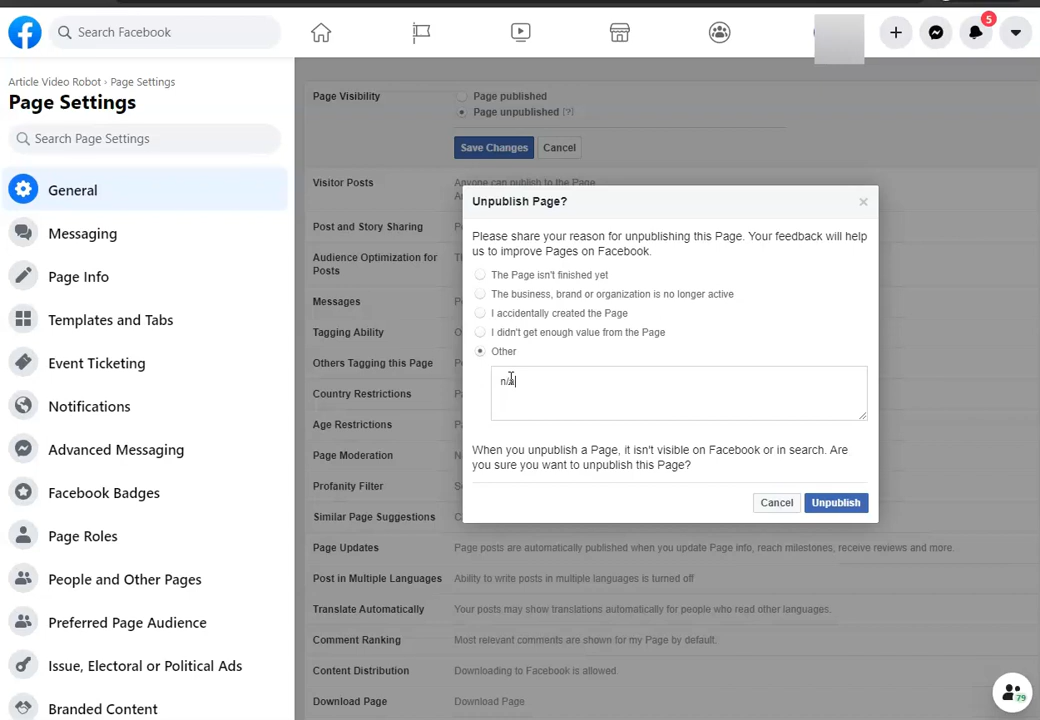 Search Facebook
5
Article Video Robot › Page Settings
Page Settings
Search Page Settings
General
Messaging
Page Info
Templates and Tabs
Event Ticketing
Notifications
Advanced Messaging
Facebook Badges
Page Roles
People and Other Pages
Preferred Page Audience
Issue, Electoral or Political Ads
Branded Content
Page Visibility
Page published
Page unpublished [?]
Save Changes
Cancel
Visitor Posts
Anyone can publish to the Page
Post and Story Sharing
Audience Optimization for
Posts
Messages
Tagging Ability
Others Tagging this Page
Country Restrictions
Age Restrictions
Page Moderation
Profanity Filter
Similar Page Suggestions
Page Updates
Page posts are automatically published when you update Page info, reach milestones, receive reviews and more.
Post in Multiple Languages
Ability to write posts in multiple languages is turned off
Translate Automatically
Your posts may show translations automatically for people who read other languages.
Comment Ranking
Most relevant comments are shown for my Page by default.
Content Distribution
Downloading to Facebook is allowed.
Download Page
Download Page
Unpublish Page?
Please share your reason for unpublishing this Page. Your feedback will help
us to improve Pages on Facebook.
The Page isn't finished yet
The business, brand or organization is no longer active
I accidentally created the Page
I didn't get enough value from the Page
Other
n/a
When you unpublish a Page, it isn't visible on Facebook or in search. Are
you sure you want to unpublish this Page?
Cancel
Unpublish
79